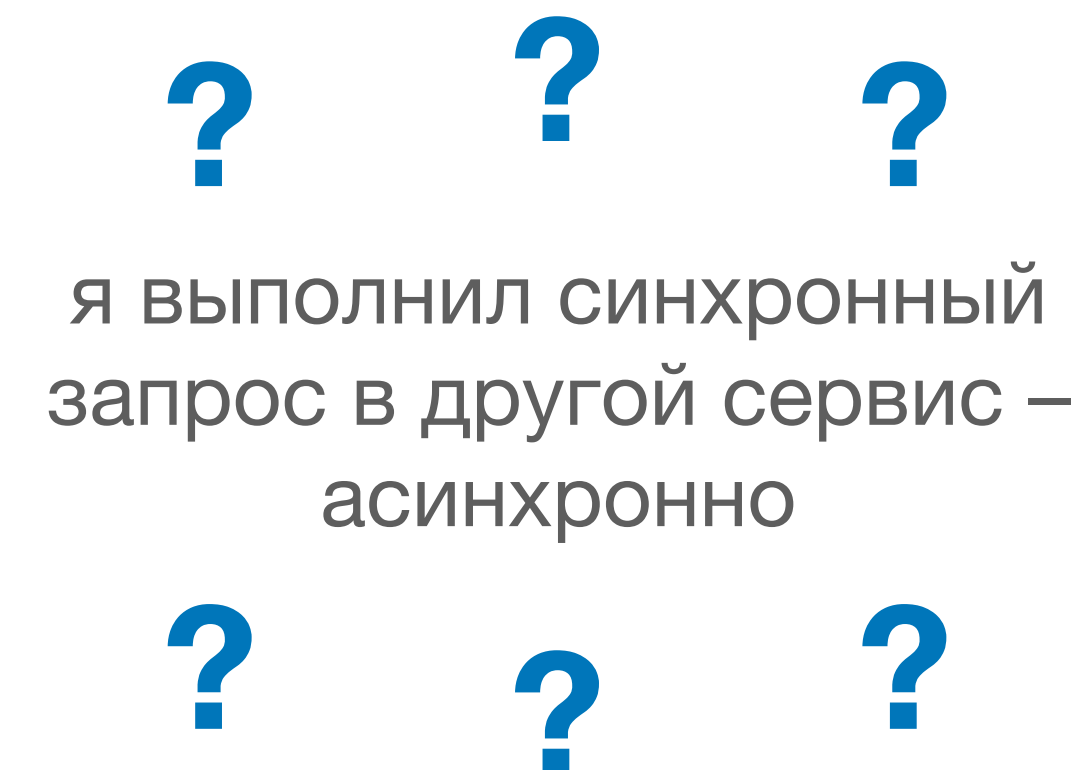 ? ? ?
я выполнил синхронный
запрос в другой сервис –
асинхронно
? ? ?